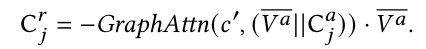 C_j^r = −GraphAttn(c′, (\overline{V^a}||C_j^a)) · \overline{V^a}.